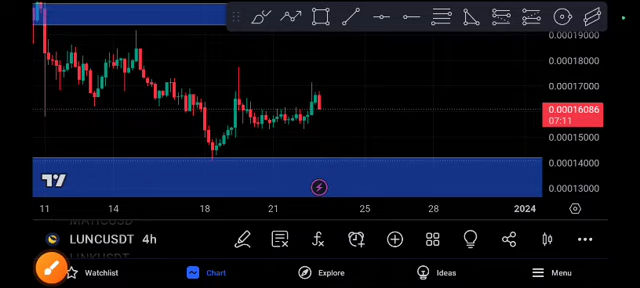 0.00019000
0.00018000
0.00017000
0.00016086
07:11
0.00015000
0.00014000
0.00013000
11 14 18 21 25 28 2024
MATICUSD
LUNCUSDT 4h
LINKUSDT
Watchlist Chart Explore Ideas Menu